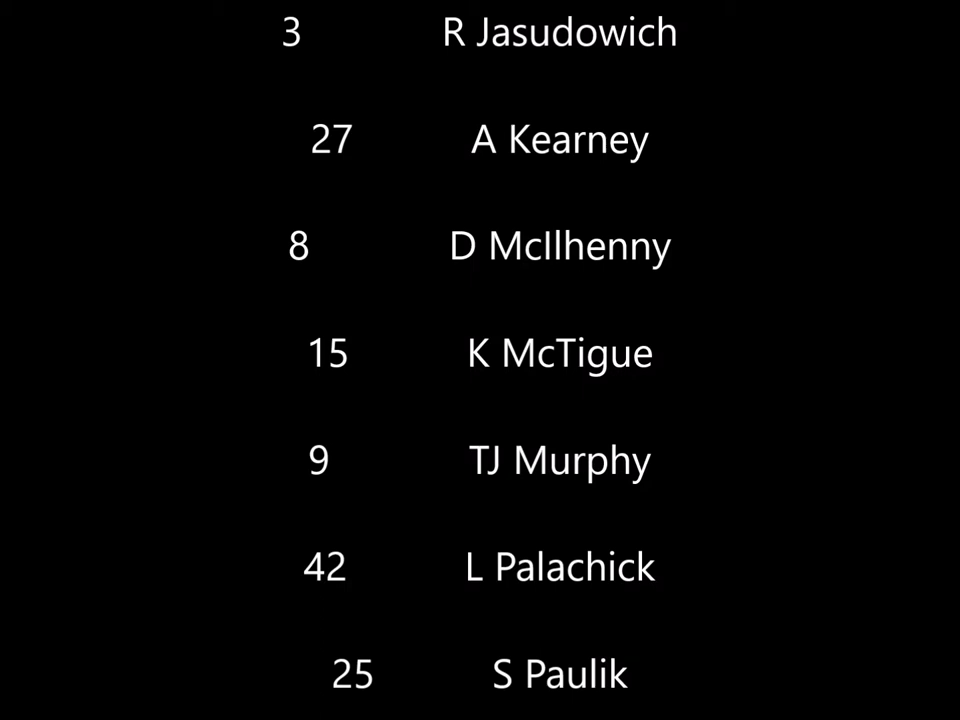 3 R Jasudowich
27 A Kearney
8 D McIlhenny
15 K McTigue
9 TJ Murphy
42 L Palachick
25 S Paulik